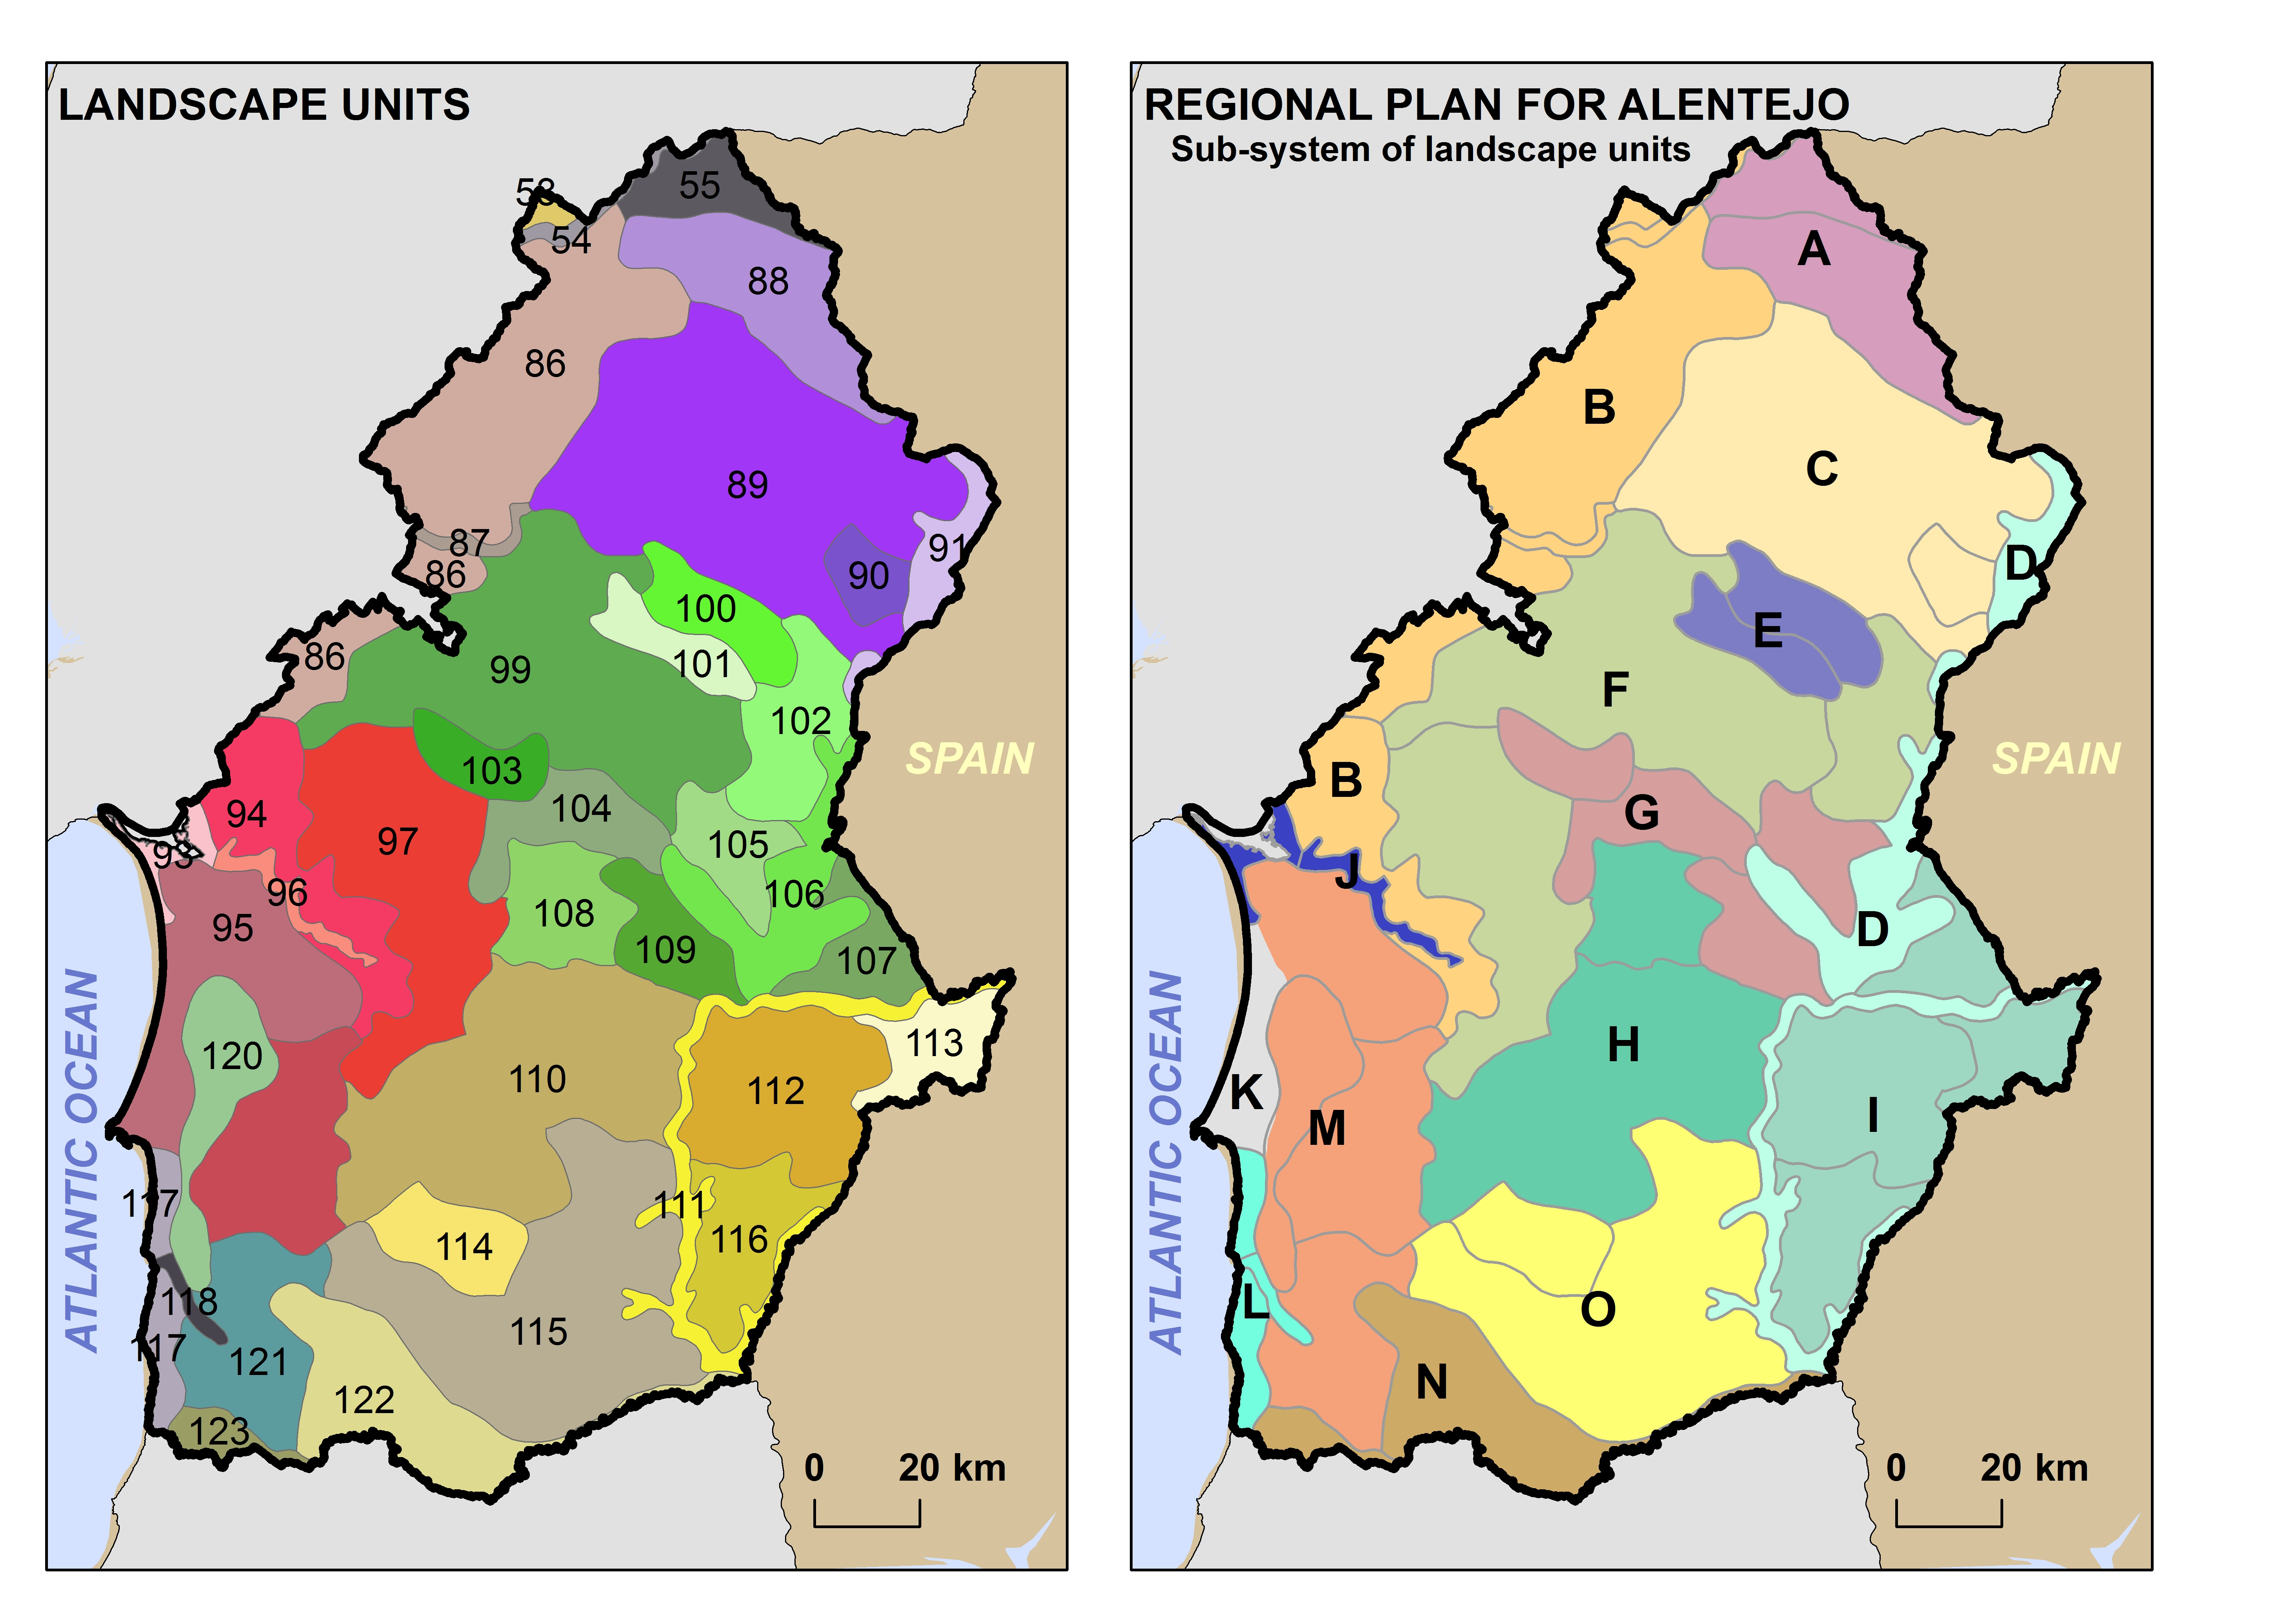 LANDSCAPE UNITS
53
55
54
88
86
89
87
91
86
90
100
101
86
99
102
103
94
104
97
93
105
96
106
95
108
109
107
113
120
110
112
117
111
114
116
118
115
117
121
122
123
SPAIN
ATLANTIC OCEAN
0 20 km
REGIONAL PLAN FOR ALENTEJO
Sub-system of landscape units
A
B
C
D
E
F
B
G
J
D
H
K
I
M
L
O
N
SPAIN
ATLANTIC OCEAN
0 20 km